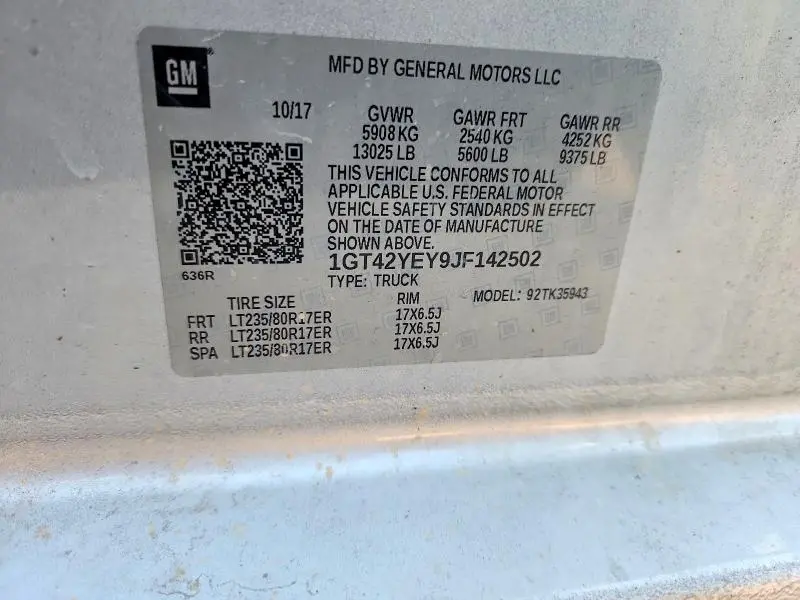 GM
MFD BY GENERAL MOTORS LLC
10/17 GVWR GAWR FRT GAWR RR
5908 KG 2540 KG 4252 KG
13025 LB 5600 LB 9375 LB
THIS VEHICLE CONFORMS TO ALL
APPLICABLE U.S. FEDERAL MOTOR
VEHICLE SAFETY STANDARDS IN EFFECT
ON THE DATE OF MANUFACTURE
SHOWN ABOVE.
636R
1GT42YEY9JF142502
TYPE: TRUCK
TIRE SIZE RIM MODEL: 92TK35943
FRT LT235/80R17ER 17X6.5J
RR LT235/80R17ER 17X6.5J
SPA LT235/80R17ER 17X6.5J